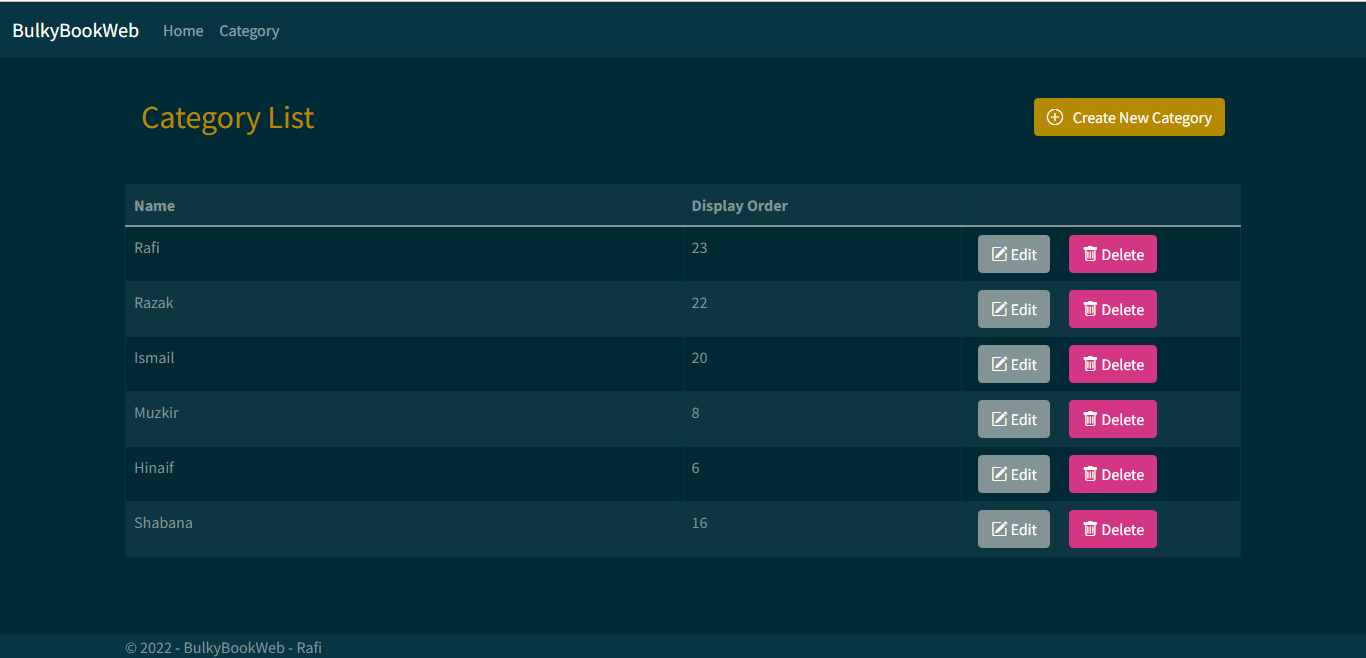 BulkyBookWeb Home Category
Category List Create New Category
Name Display Order
Rafi 23 Edit Delete
Razak 22 Edit Delete
Ismail 20 Edit Delete
Muzkir 8 Edit Delete
Hinaif 6 Edit Delete
Shabana 16 Edit Delete
© 2022 - BulkyBookWeb - Rafi